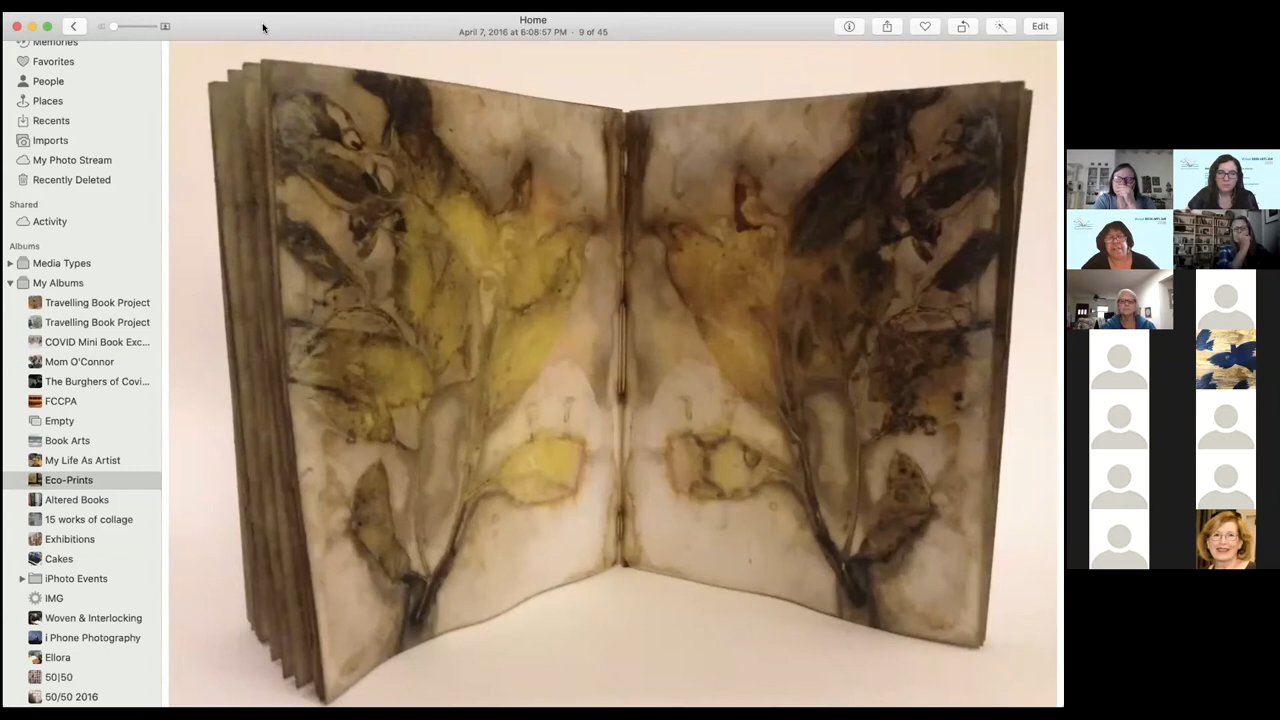 Home
April 7, 2016 at 6:08:57 PM · 9 of 45
Edit
Memories
Favorites
People
Places
Recents
Imports
My Photo Stream
Recently Deleted
Shared
Activity
Albums
Media Types
My Albums
Travelling Book Project
Travelling Book Project
COVID Mini Book Exc...
Mom O'Connor
The Burghers of Covi...
FCCPA
Empty
Book Arts
My Life As Artist
Eco-Prints
Altered Books
15 works of collage
Exhibitions
Cakes
iPhoto Events
IMG
Woven & Interlocking
i Phone Photography
Ellora
50|50
50/50 2016